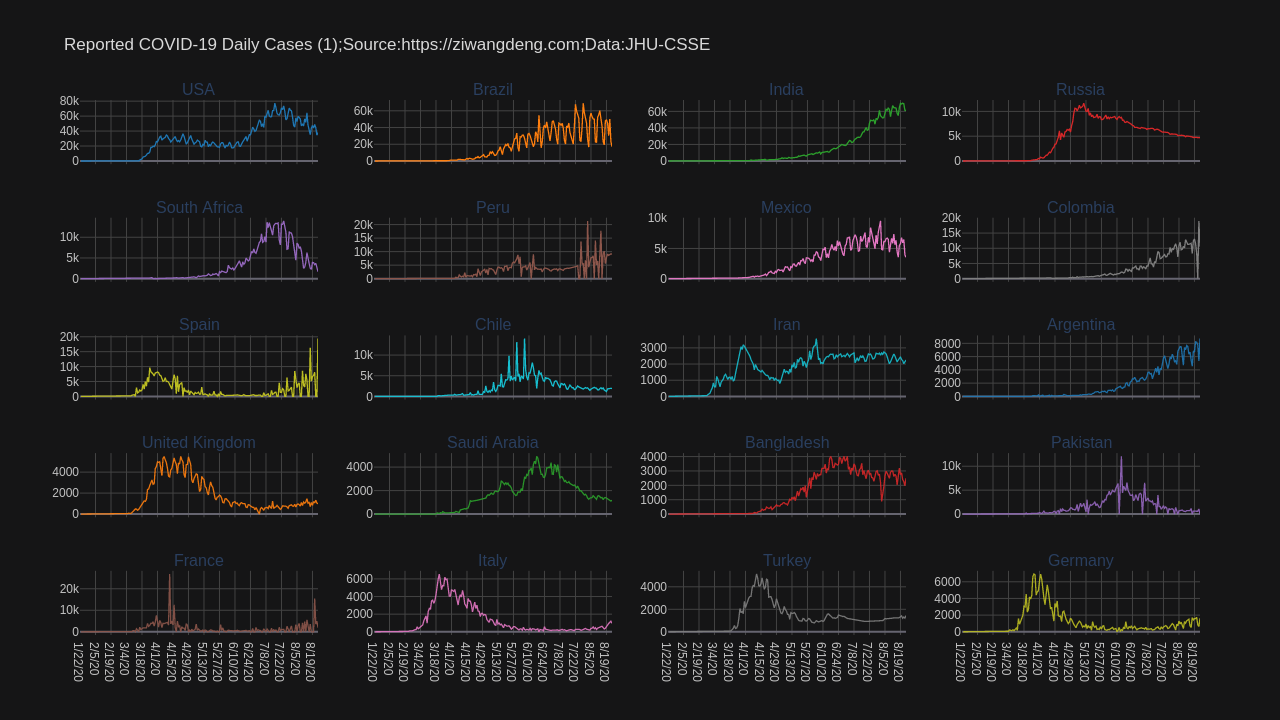 Reported COVID-19 Daily Cases (1);Source:https://ziwangdeng.com;Data:JHU-CSSE
USA Brazil India Russia
80k
60k
40k
20k
0
60k
40k
20k
0
60k
40k
20k
0
10k
5k
0
South Africa Peru Mexico Colombia
10k
5k
0
20k
15k
10k
5k
0
10k
5k
0
20k
15k
10k
5k
0
Spain Chile Iran Argentina
20k
15k
10k
5k
0
10k
5k
0
3000
2000
1000
0
8000
6000
4000
2000
0
United Kingdom Saudi Arabia Bangladesh Pakistan
4000
2000
0
4000
2000
0
4000
3000
2000
1000
0
10k
5k
0
France Italy Turkey Germany
20k
10k
0
6000
4000
2000
0
4000
2000
0
6000
4000
2000
0
1/22/20 2/5/20 2/19/20 3/4/20 3/18/20 4/1/20 4/15/20 4/29/20 5/13/20 5/27/20 6/10/20 6/24/20 7/8/20 7/22/20 8/5/20 8/19/20
1/22/20 2/5/20 2/19/20 3/4/20 3/18/20 4/1/20 4/15/20 4/29/20 5/13/20 5/27/20 6/10/20 6/24/20 7/8/20 7/22/20 8/5/20 8/19/20
1/22/20 2/5/20 2/19/20 3/4/20 3/18/20 4/1/20 4/15/20 4/29/20 5/13/20 5/27/20 6/10/20 6/24/20 7/8/20 7/22/20 8/5/20 8/19/20
1/22/20 2/5/20 2/19/20 3/4/20 3/18/20 4/1/20 4/15/20 4/29/20 5/13/20 5/27/20 6/10/20 6/24/20 7/8/20 7/22/20 8/5/20 8/19/20